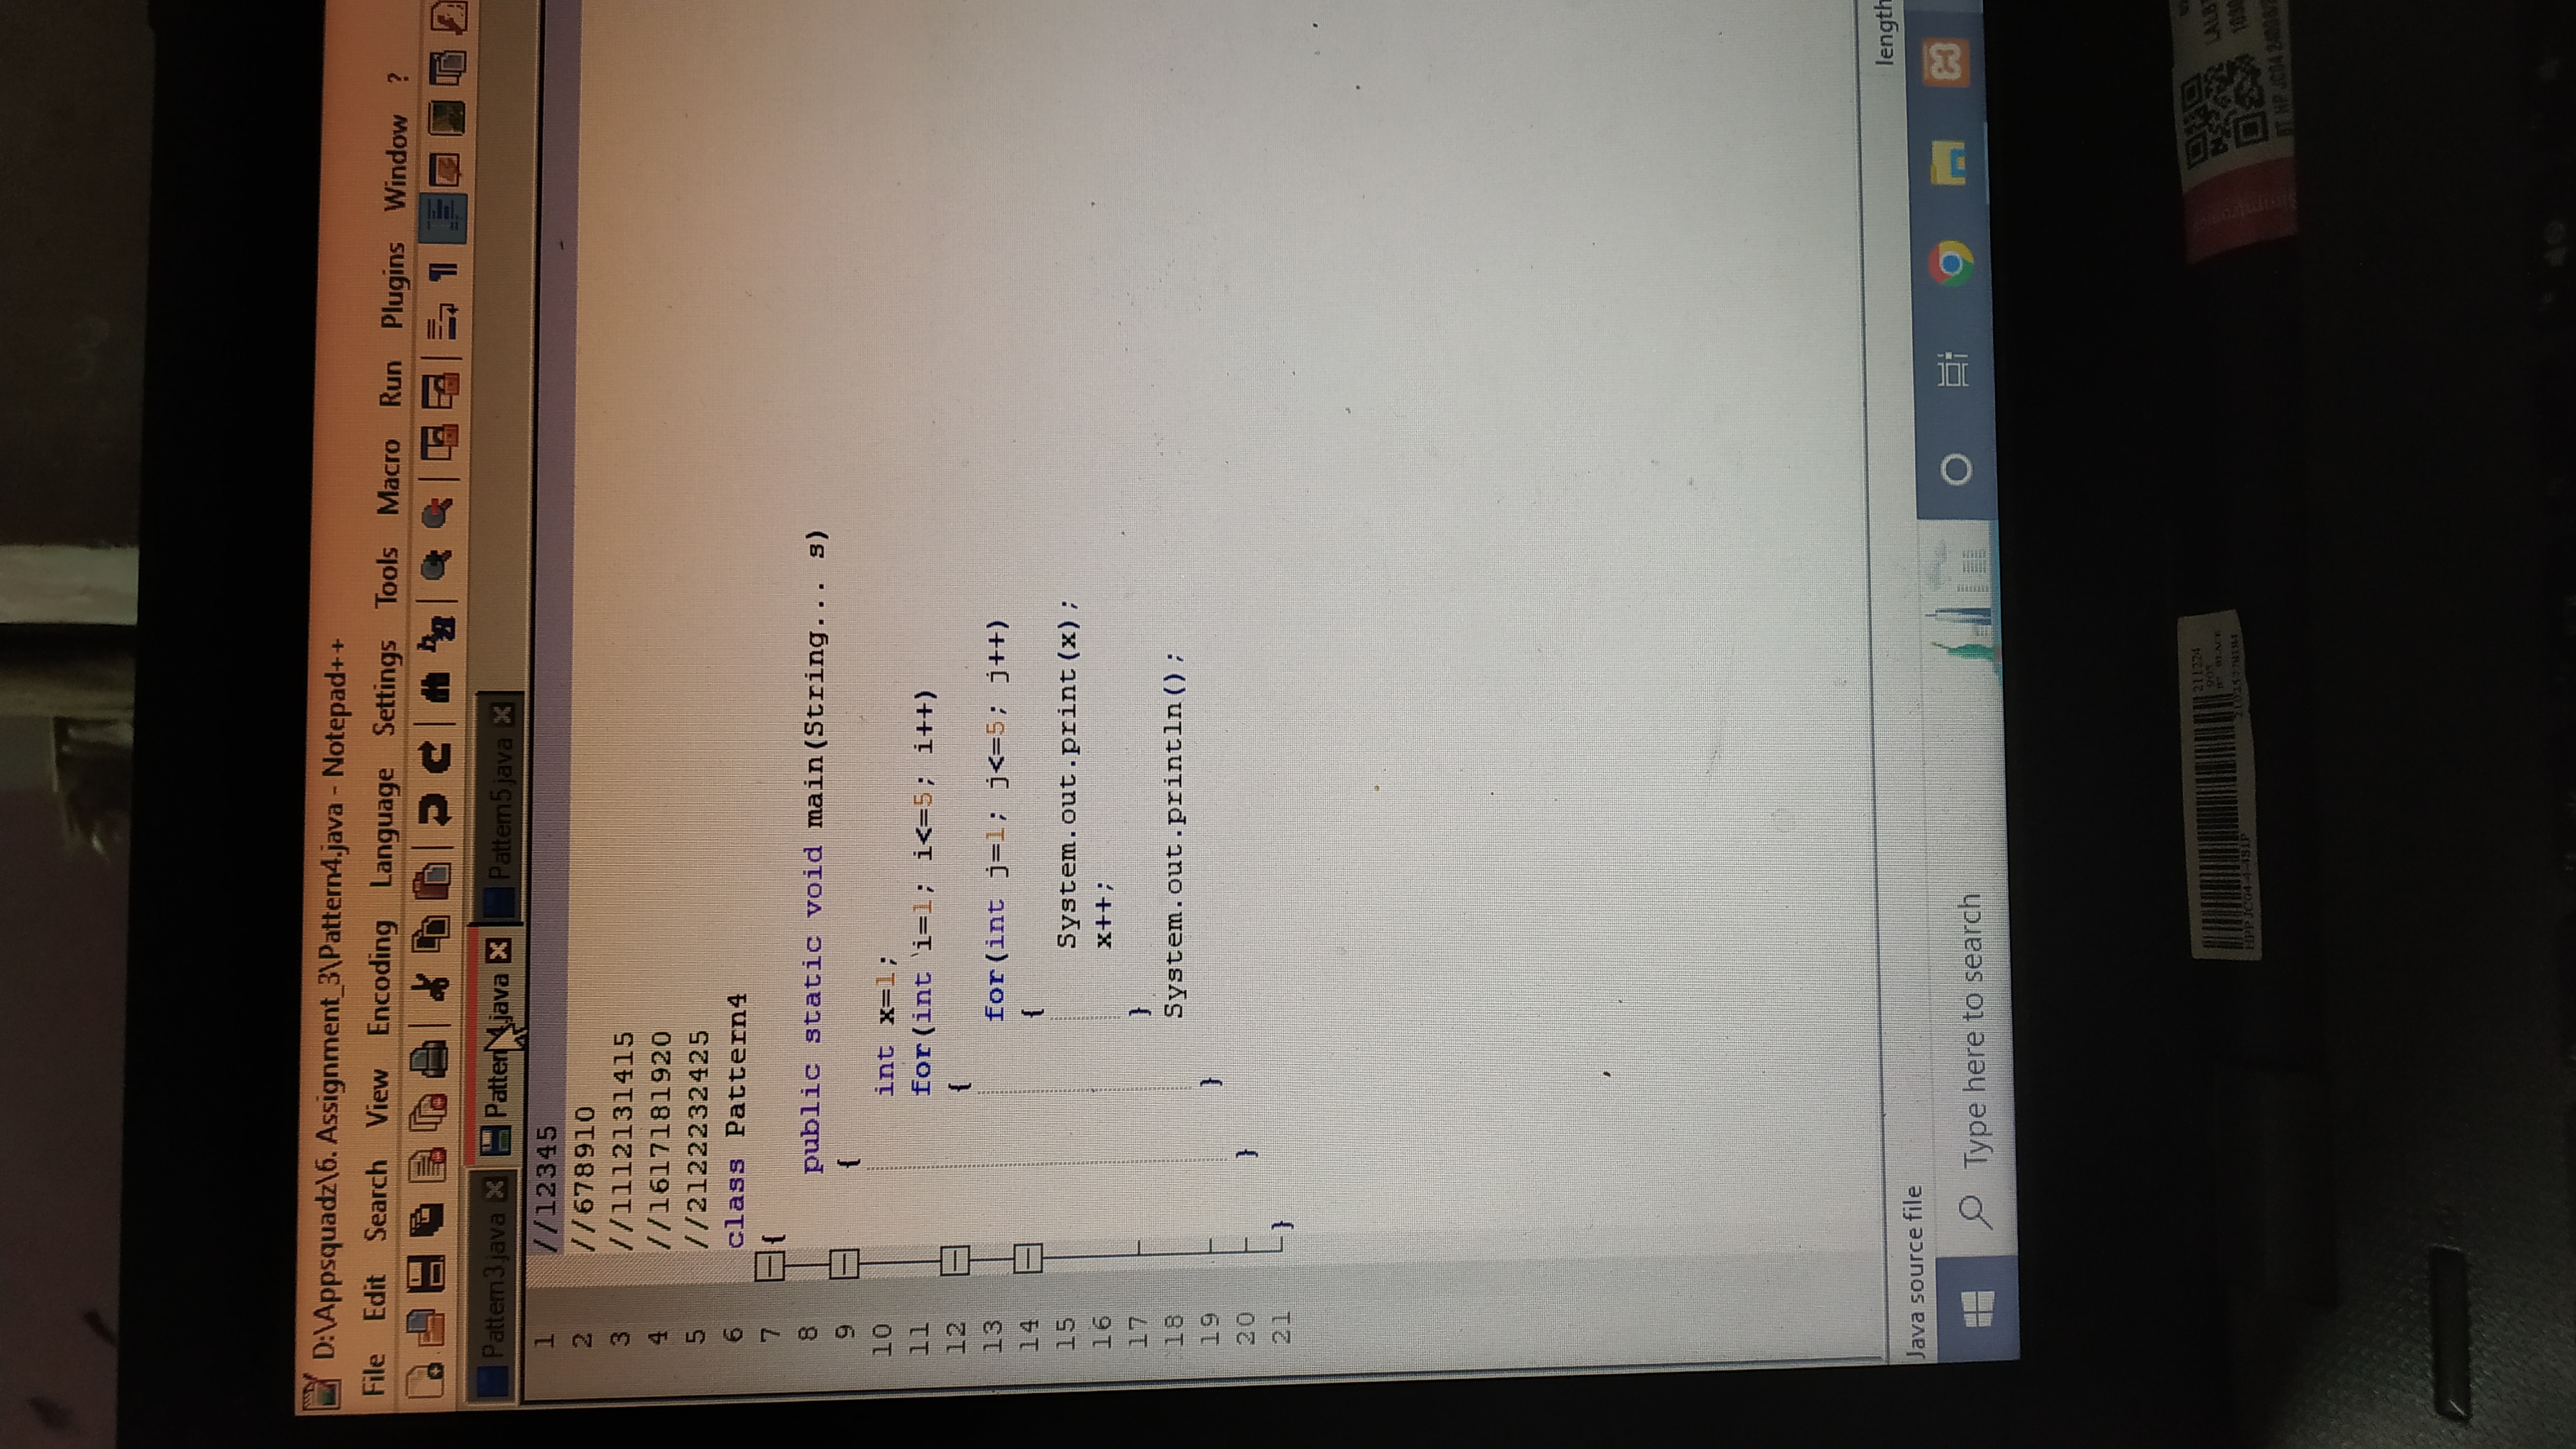 D:\Appsquadz\6. Assignment_3\Pattern4.java - Notepad++
File Edit Search View Encoding Language Settings Tools Macro Run Plugins Window ?
Pattern3.java Pattern4.java Pattern5.java
1 //12345
2 //678910
3 //1112131415
4 //1617181920
5 //2122232425
6 class Pattern4
7 {
8 public static void main(String... s)
9 {
10 int x=1;
11 for(int i=1; i<=5; i++)
12 {
13 for(int j=1; j<=5; j++)
14 {
15 System.out.print(x);
16 x++;
17 }
18 System.out.println();
19 }
20 }
21 }
length
Java source file
Type here to search
211224